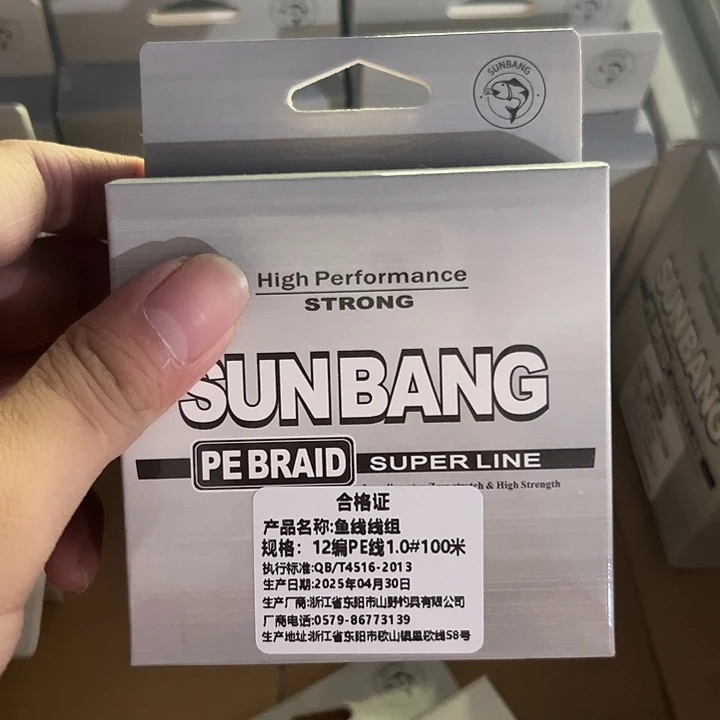 SUNBANG
High Performance
STRONG
SUNBANG
PE BRAID SUPER LINE
& High Strength
合格证
产品名称:鱼线线组
规格: 12编PE线1.0#100米
执行标准:QB/T4516-2013
生产日期:2025年04月30日
生产厂商:浙江省东阳市山野钓具有限公司
厂商电话:0579-86773139
生产地址:浙江省东阳市歌山镇里欧线58号
SUNBANG